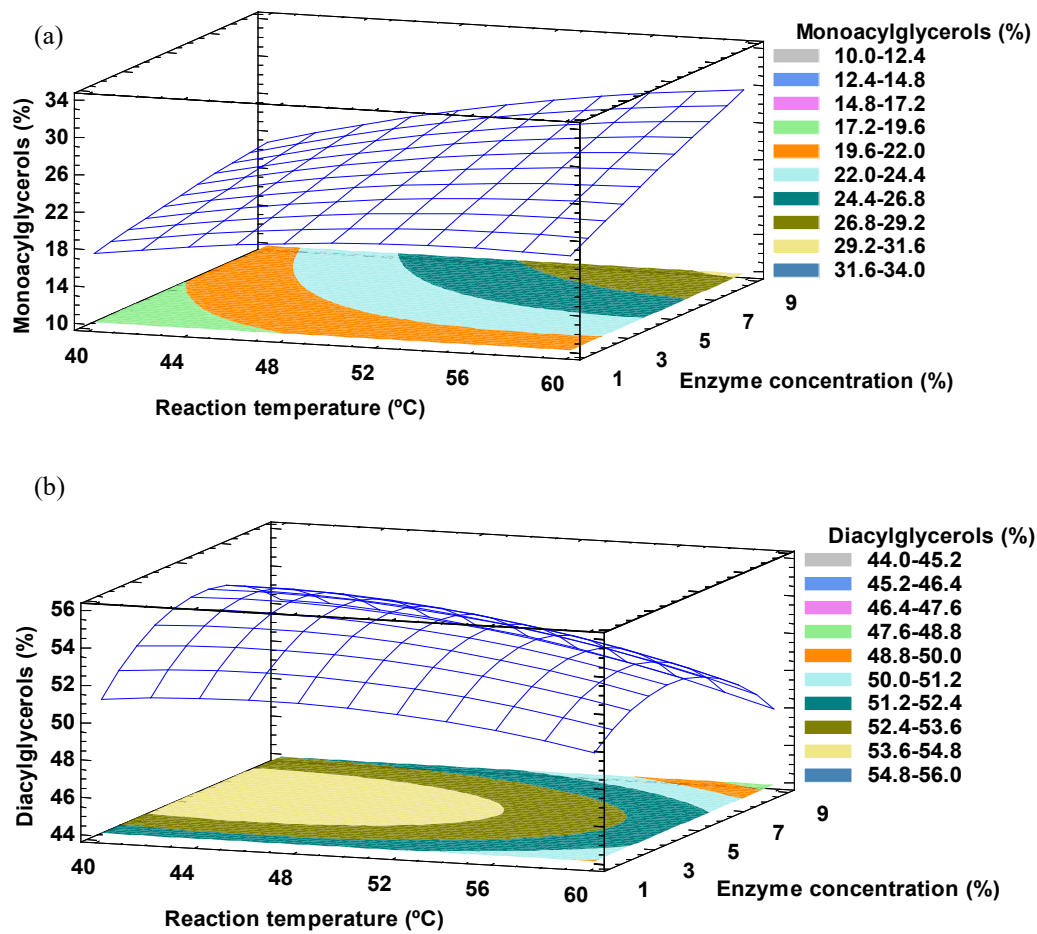 (a)
Monoacylglycerols (%)
10.0-12.4
12.4-14.8
14.8-17.2
17.2-19.6
19.6-22.0
22.0-24.4
24.4-26.8
26.8-29.2
29.2-31.6
31.6-34.0
Monoacylglycerols (%)
34
30
26
22
18
14
10
40 44 48 52 56 60
Reaction temperature (ºC)
1 3 5 7 9
Enzyme concentration (%)
(b)
Diacylglycerols (%)
44.0-45.2
45.2-46.4
46.4-47.6
47.6-48.8
48.8-50.0
50.0-51.2
51.2-52.4
52.4-53.6
53.6-54.8
54.8-56.0
Diacylglycerols (%)
56
54
52
50
48
46
44
40 44 48 52 56 60
Reaction temperature (ºC)
1 3 5 7 9
Enzyme concentration (%)